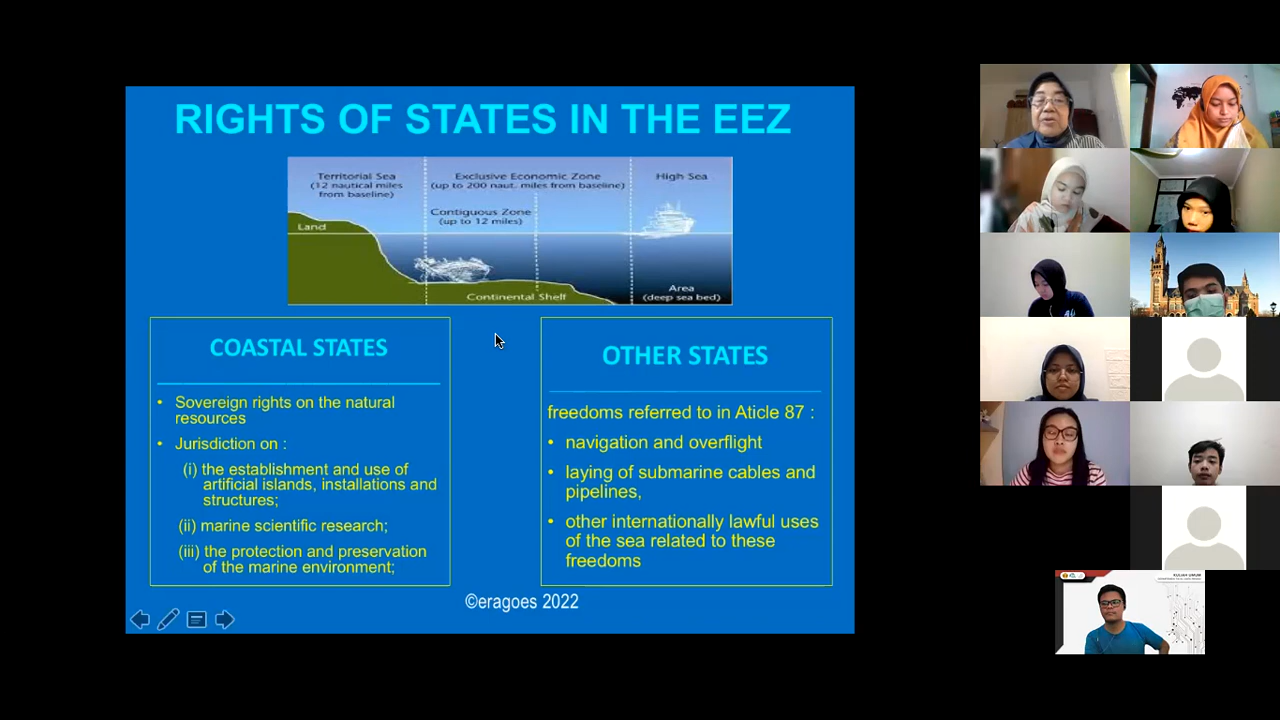 RIGHTS OF STATES IN THE EEZ
Territorial Sea
(12 nautical miles
from baseline)
Exclusive Economic Zone
(up to 200 naut. miles from baseline)
High Sea
Contiguous Zone
(up to 12 miles)
Land
Continental Shelf
Area
(deep sea bed)
COASTAL STATES
• Sovereign rights on the natural
resources
• Jurisdiction on :
(i) the establishment and use of
artificial islands, installations and
structures;
(ii) marine scientific research;
(iii) the protection and preservation
of the marine environment;
OTHER STATES
freedoms referred to in Aticle 87 :
• navigation and overflight
• laying of submarine cables and
pipelines,
• other internationally lawful uses
of the sea related to these
freedoms
©eragoes 2022
KULIAH UMUM